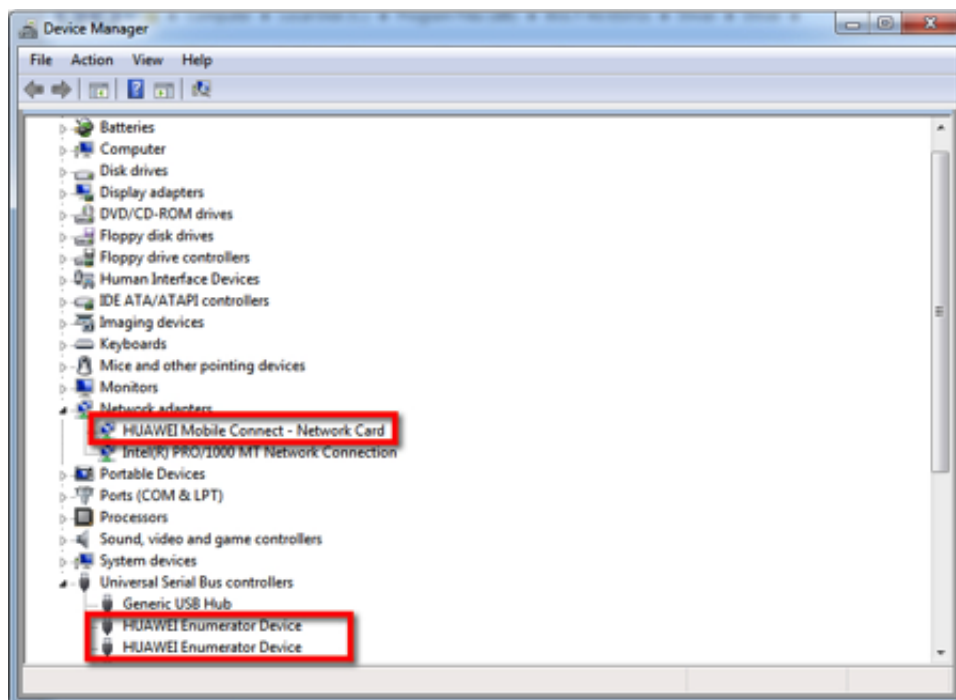 Device Manager
File Action View Help
Batteries
Computer
Disk drives
Display adapters
DVD/CD-ROM drives
Floppy disk drives
Floppy drive controllers
Human Interface Devices
IDE ATA/ATAPI controllers
Imaging devices
Keyboards
Mice and other pointing devices
Monitors
Network adapters
HUAWEI Mobile Connect - Network Card
Intel(R) PRO/1000 MT Network Connection
Portable Devices
Ports (COM & LPT)
Processors
Sound, video and game controllers
System devices
Universal Serial Bus controllers
Generic USB Hub
HUAWEI Enumerator Device
HUAWEI Enumerator Device